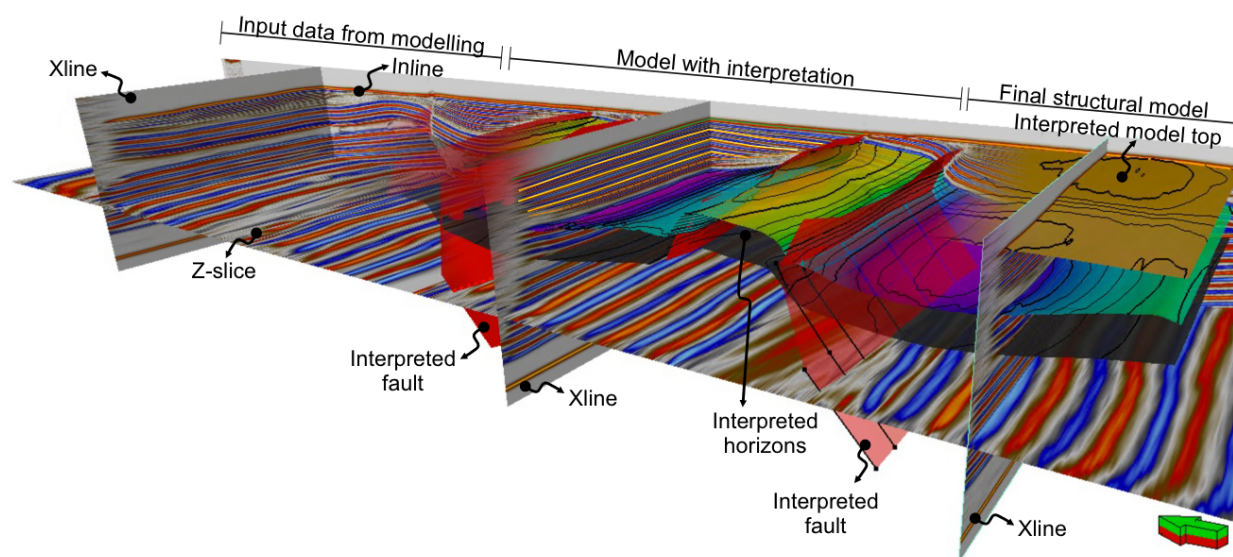 Input data from modelling
Model with interpretation
Final structural model
Xline
Inline
Interpreted model top
Z-slice
Interpreted
fault
Xline
Interpreted
horizons
Interpreted
fault
Xline